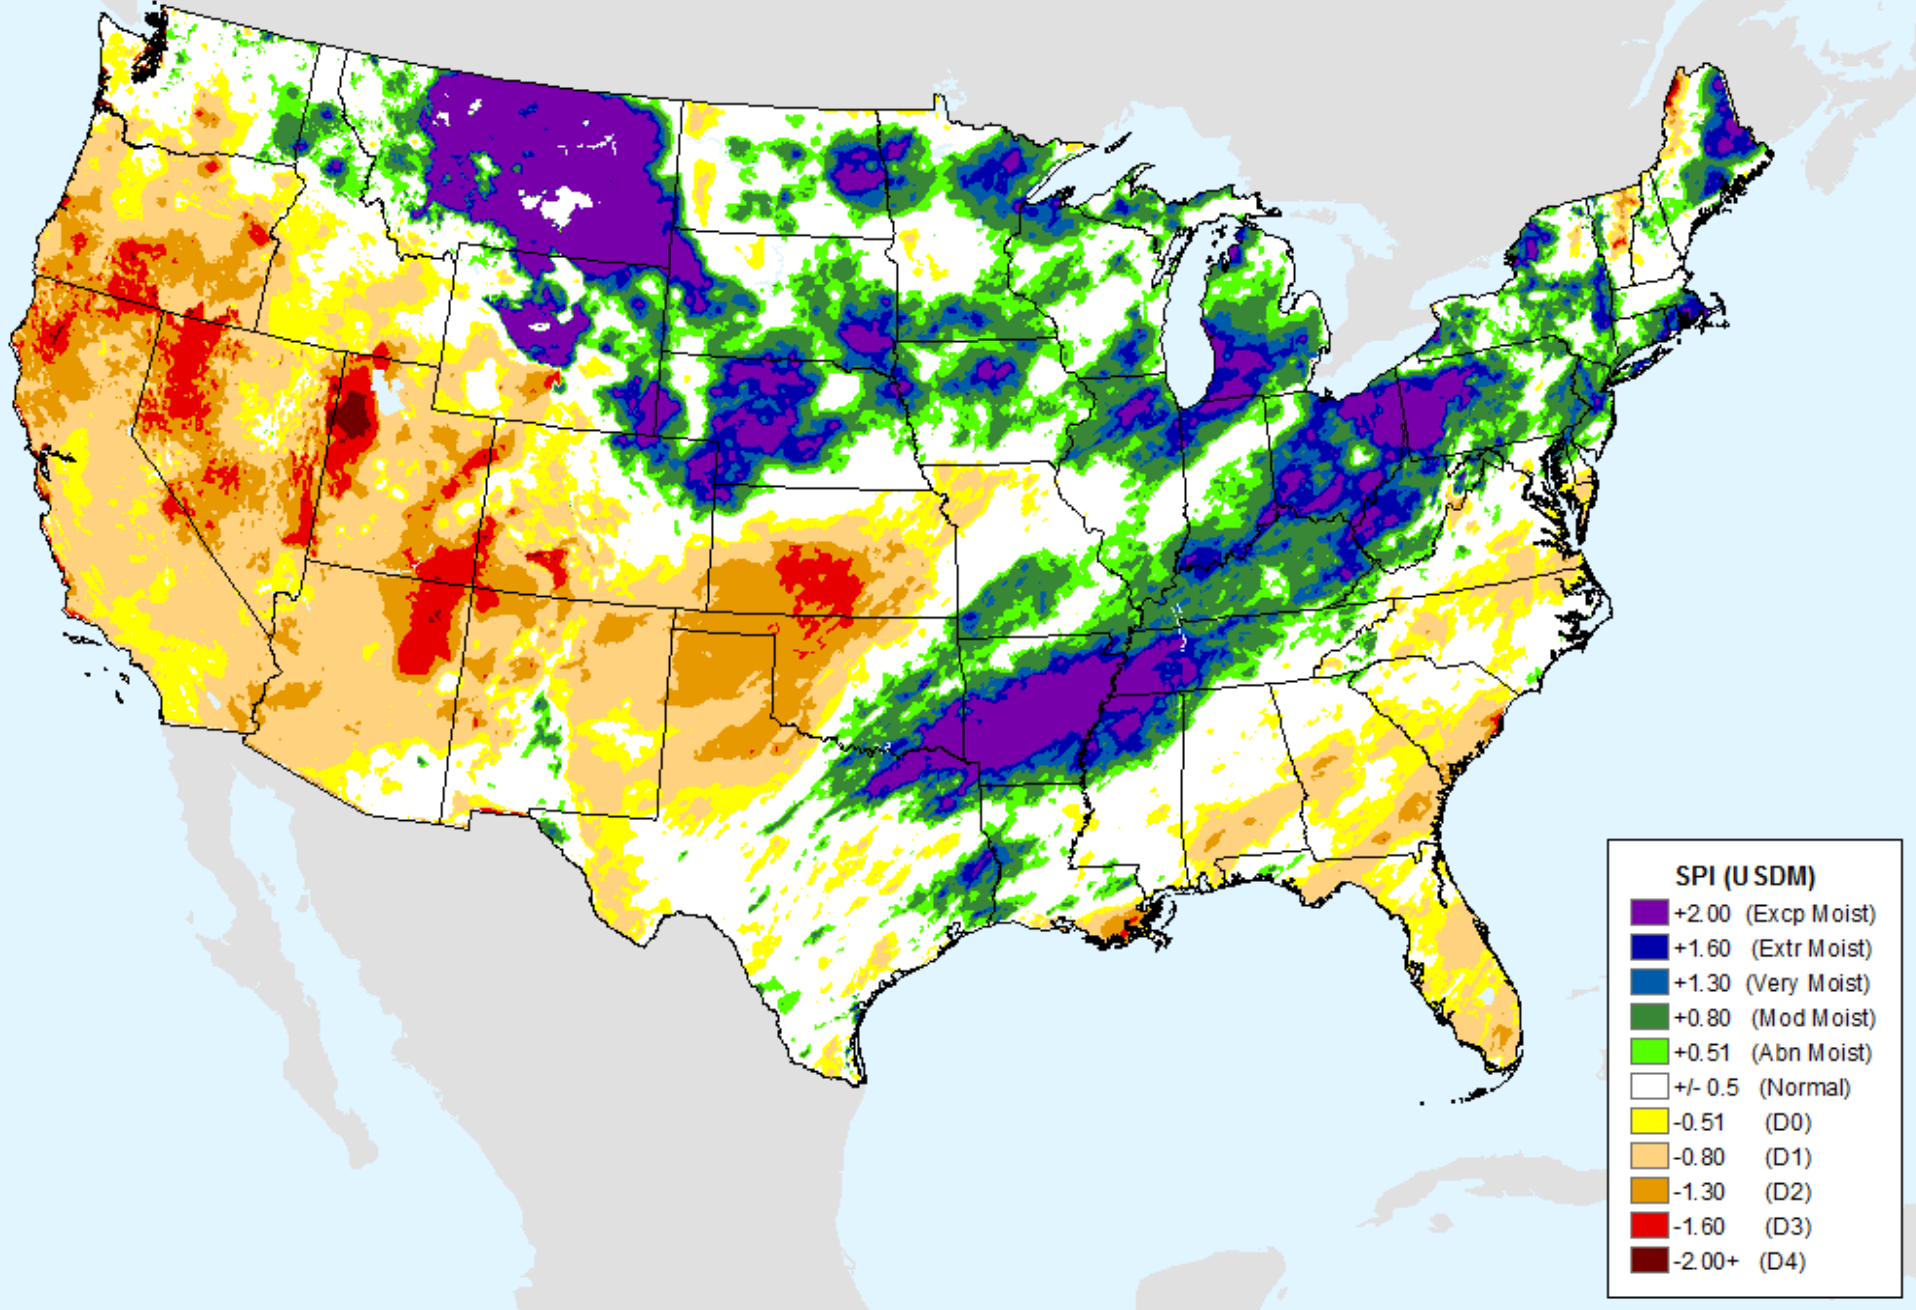 SPI (USDM)
+2.00 (Excp Moist)
+1.60 (Extr Moist)
+1.30 (Very Moist)
+0.80 (Mod Moist)
+0.51 (Abn Moist)
+/- 0.5 (Normal)
-0.51 (D0)
-0.80 (D1)
-1.30 (D2)
-1.60 (D3)
-2.00+ (D4)